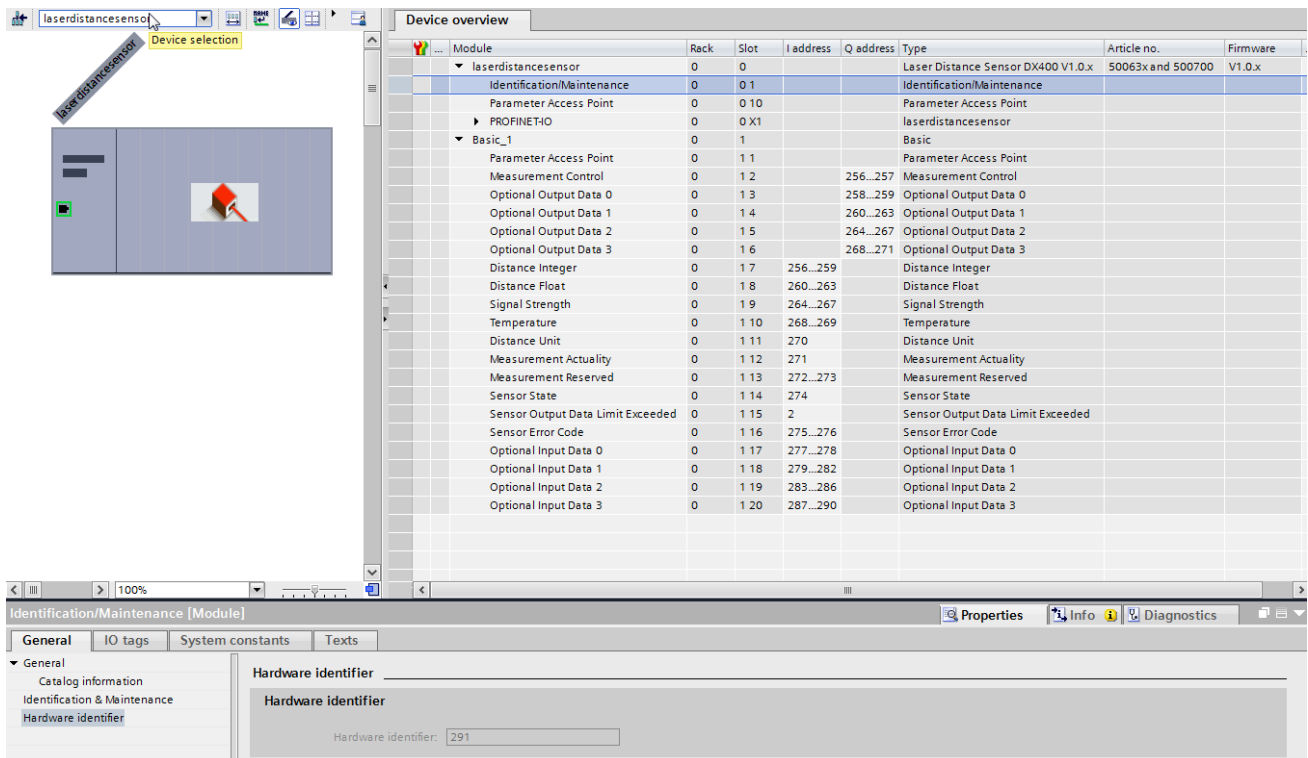 laserdistancesensor
NAME
Device selection
laserdistancesensor
Device overview
... Module Rack Slot I address Q address Type Article no. Firmware
laserdistancesensor 0 0 Laser Distance Sensor DX400 V1.0.x 50063x and 500700 V1.0.x
Identification/Maintenance 0 0 1 Identification/Maintenance
Parameter Access Point 0 0 10 Parameter Access Point
PROFINET-IO 0 0 X1 laserdistancesensor
Basic_1 0 1 Basic
Parameter Access Point 0 1 1 Parameter Access Point
Measurement Control 0 1 2 256...257 Measurement Control
Optional Output Data 0 0 1 3 258...259 Optional Output Data 0
Optional Output Data 1 0 1 4 260...263 Optional Output Data 1
Optional Output Data 2 0 1 5 264...267 Optional Output Data 2
Optional Output Data 3 0 1 6 268...271 Optional Output Data 3
Distance Integer 0 1 7 256...259 Distance Integer
Distance Float 0 1 8 260...263 Distance Float
Signal Strength 0 1 9 264...267 Signal Strength
Temperature 0 1 10 268...269 Temperature
Distance Unit 0 1 11 270 Distance Unit
Measurement Actuality 0 1 12 271 Measurement Actuality
Measurement Reserved 0 1 13 272...273 Measurement Reserved
Sensor State 0 1 14 274 Sensor State
Sensor Output Data Limit Exceeded 0 1 15 2 Sensor Output Data Limit Exceeded
Sensor Error Code 0 1 16 275...276 Sensor Error Code
Optional Input Data 0 0 1 17 277...278 Optional Input Data 0
Optional Input Data 1 0 1 18 279...282 Optional Input Data 1
Optional Input Data 2 0 1 19 283...286 Optional Input Data 2
Optional Input Data 3 0 1 20 287...290 Optional Input Data 3
100%
Identification/Maintenance [Module]
Properties Info Diagnostics
General IO tags System constants Texts
General
Catalog information
Identification & Maintenance
Hardware identifier
Hardware identifier
Hardware identifier
Hardware identifier: 291